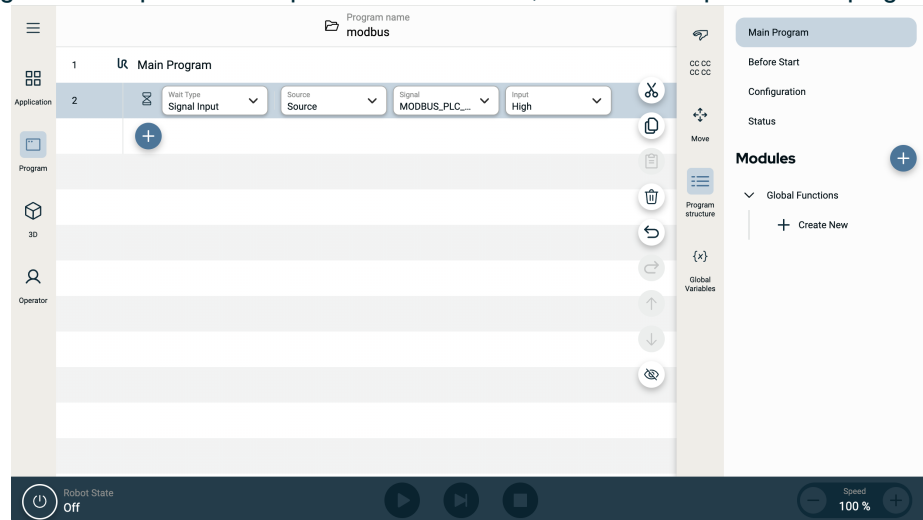 Program name
modbus
1 Main Program
2
Wait Type
Signal Input
Source
Source
Signal
MODBUS_PLC_...
Input
High
Application
Program
3D
Operator
CC CC
CC CC
Move
Program
structure
{x}
Global
Variables
Main Program
Before Start
Configuration
Status
Modules
Global Functions
Create New
Robot State
Off
Speed
100 %